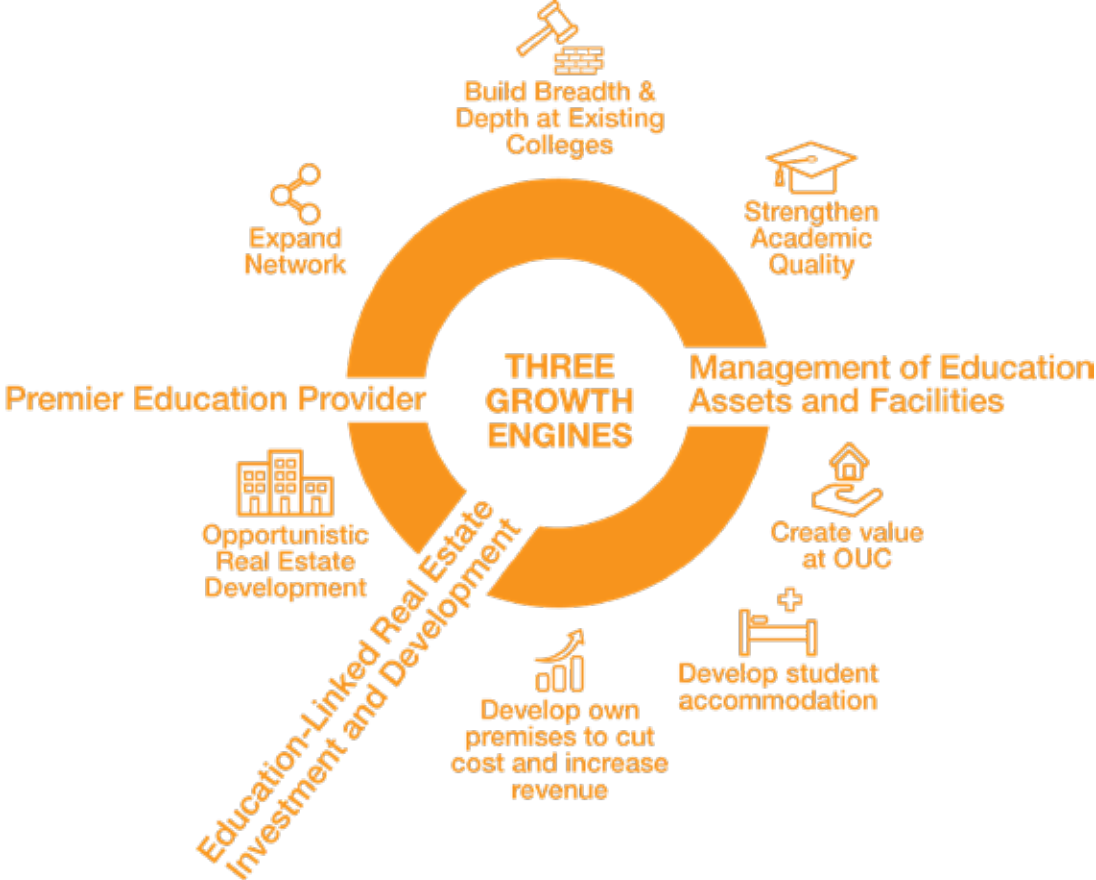 Build Breadth &
Depth at Existing
Colleges
Strengthen
Academic
Quality
Expand
Network
THREE
GROWTH
ENGINES
Premier Education Provider
Management of Education
Assets and Facilities
Opportunistic
Real Estate
Development
Create value
at OUC
Education-Linked Real Estate
Investment and Development
Develop student
accommodation
Develop own
premises to cut
cost and increase
revenue